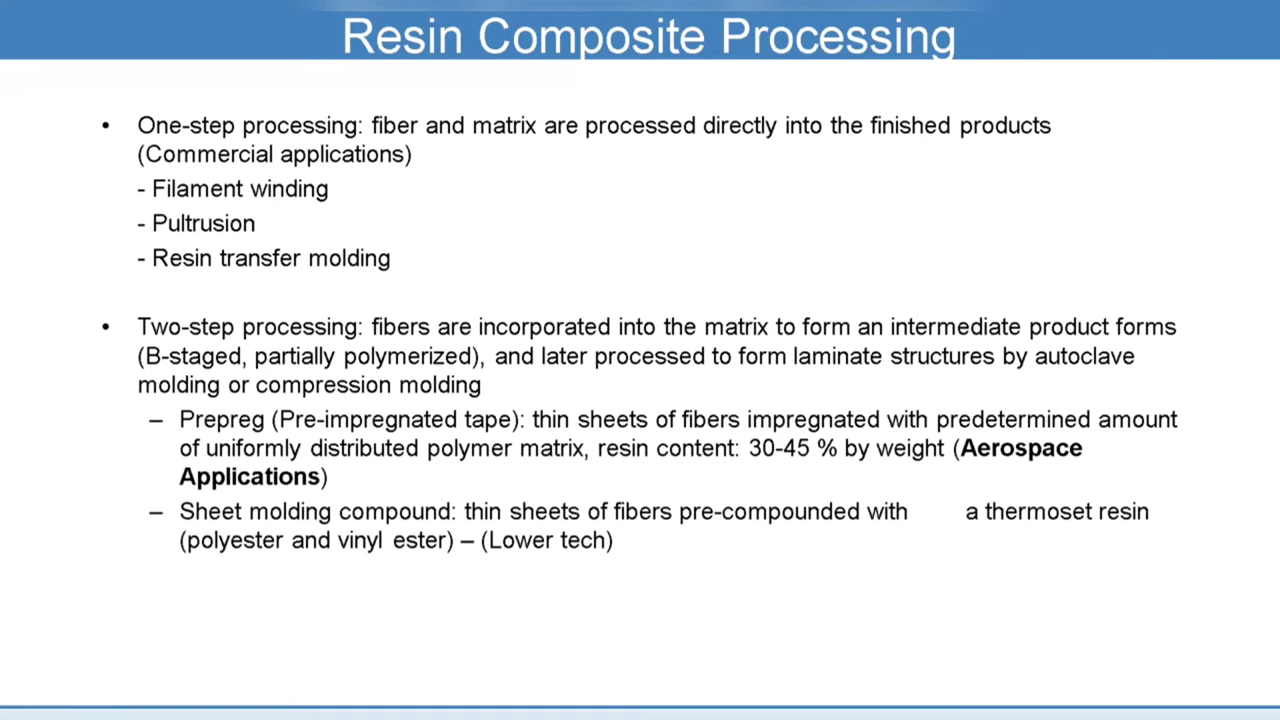 Resin Composite Processing
• One-step processing: fiber and matrix are processed directly into the finished products
(Commercial applications)
- Filament winding
- Pultrusion
- Resin transfer molding
• Two-step processing: fibers are incorporated into the matrix to form an intermediate product forms
(B-staged, partially polymerized), and later processed to form laminate structures by autoclave
molding or compression molding
– Prepreg (Pre-impregnated tape): thin sheets of fibers impregnated with predetermined amount
of uniformly distributed polymer matrix, resin content: 30-45 % by weight (Aerospace
Applications)
– Sheet molding compound: thin sheets of fibers pre-compounded with a thermoset resin
(polyester and vinyl ester) – (Lower tech)